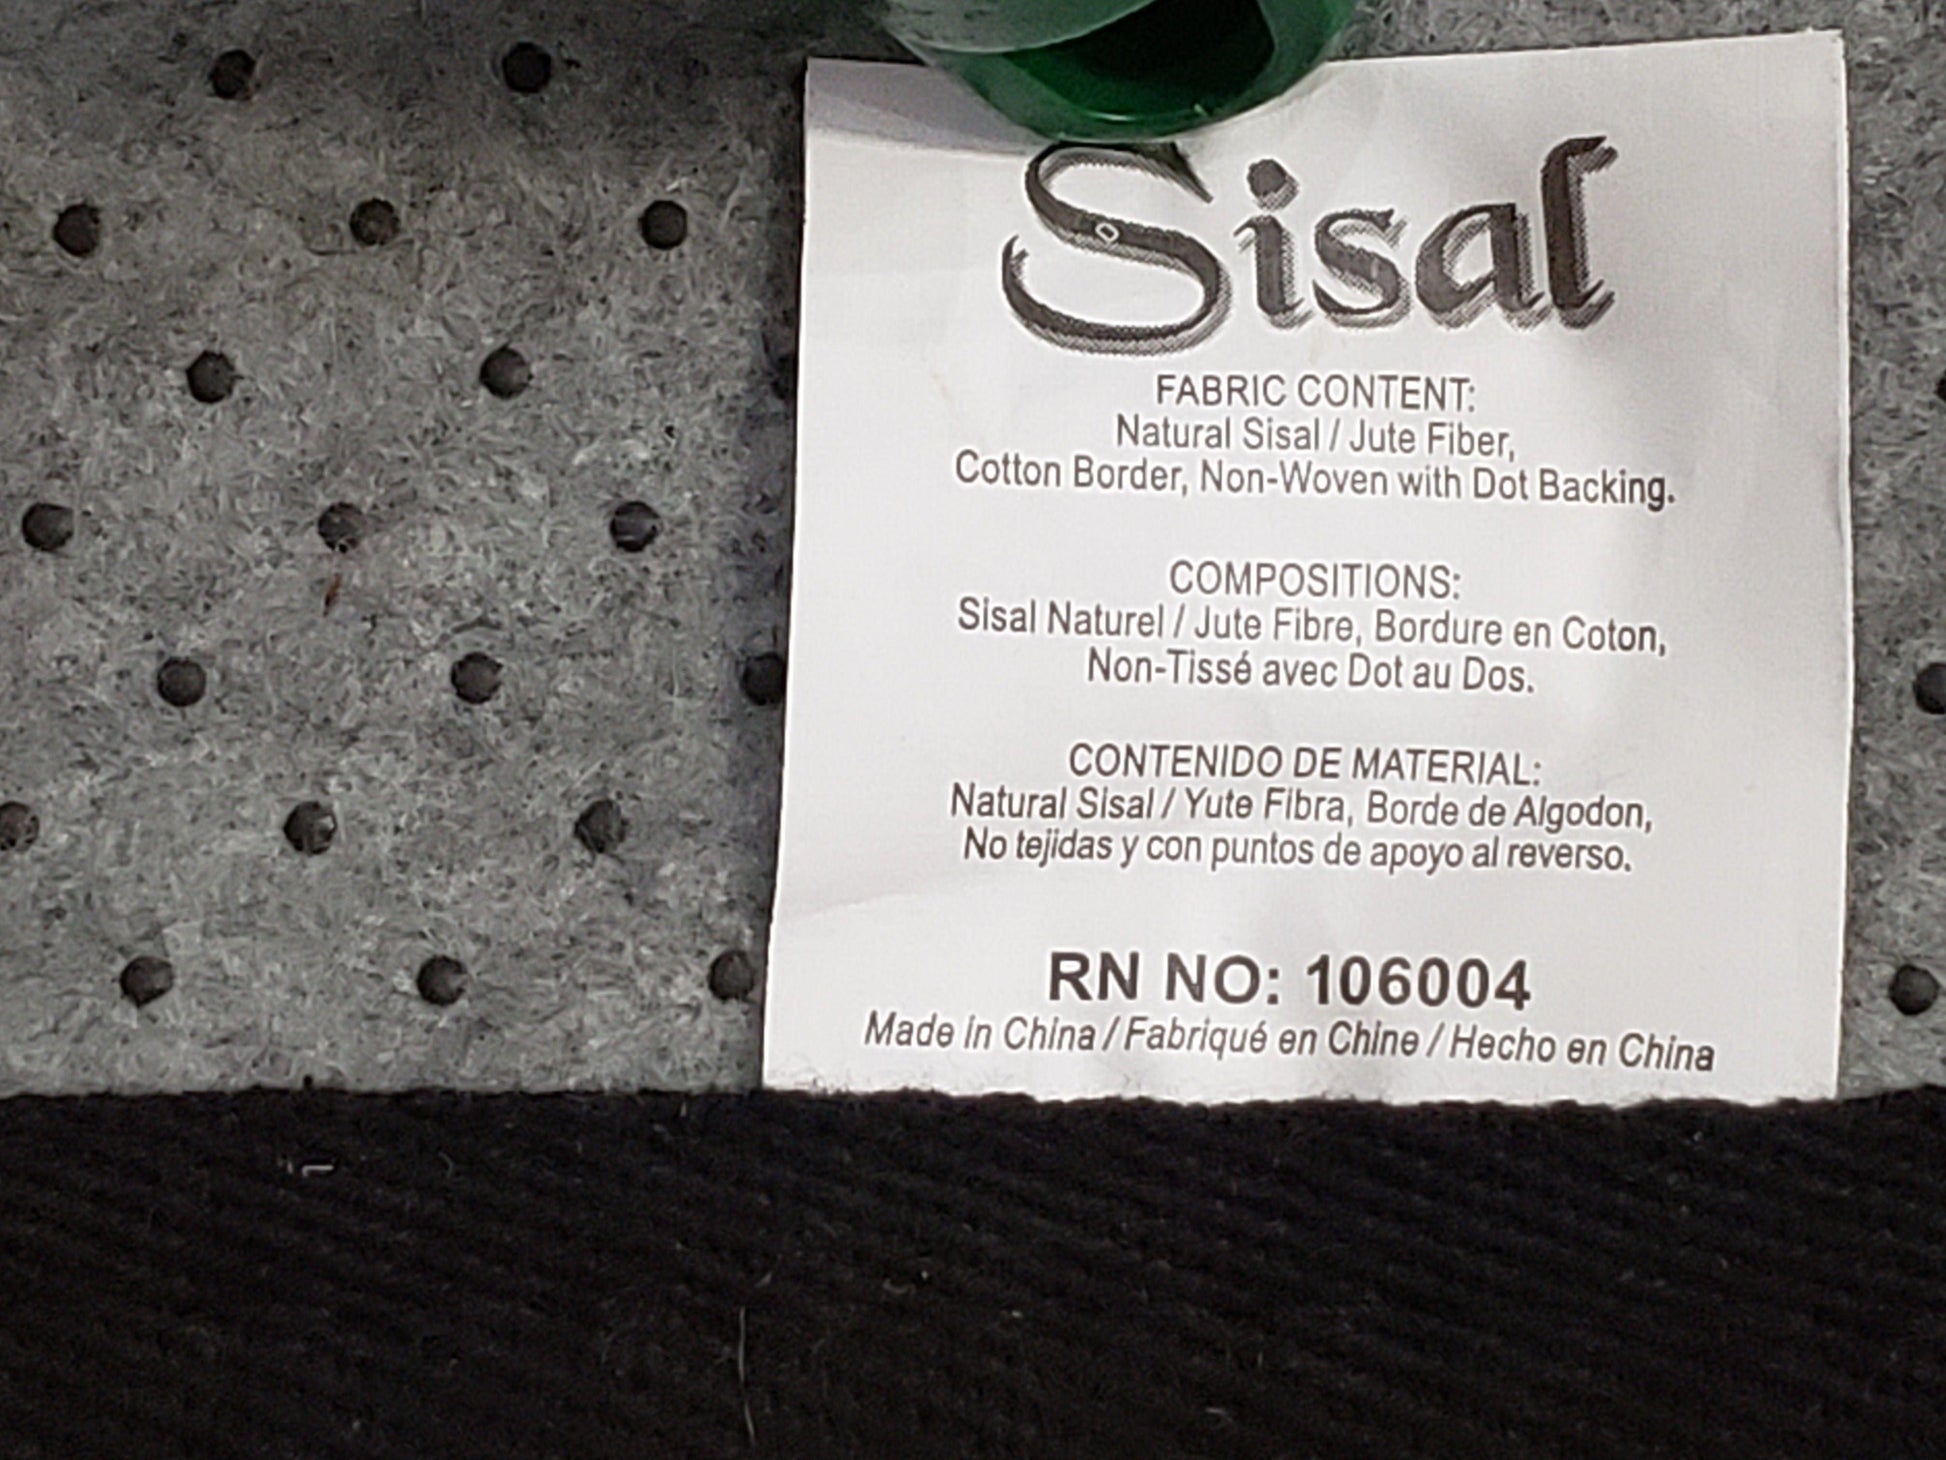 Sisal
FABRIC CONTENT:
Natural Sisal / Jute Fiber,
Cotton Border, Non-Woven with Dot Backing.
COMPOSITIONS:
Sisal Naturel / Jute Fibre, Bordure en Coton,
Non-Tissé avec Dot au Dos.
CONTENIDO DE MATERIAL:
Natural Sisal / Yute Fibra, Borde de Algodon,
No tejidas y con puntos de apoyo al reverso.
RN NO: 106004
Made in China / Fabriqué en Chine / Hecho en China